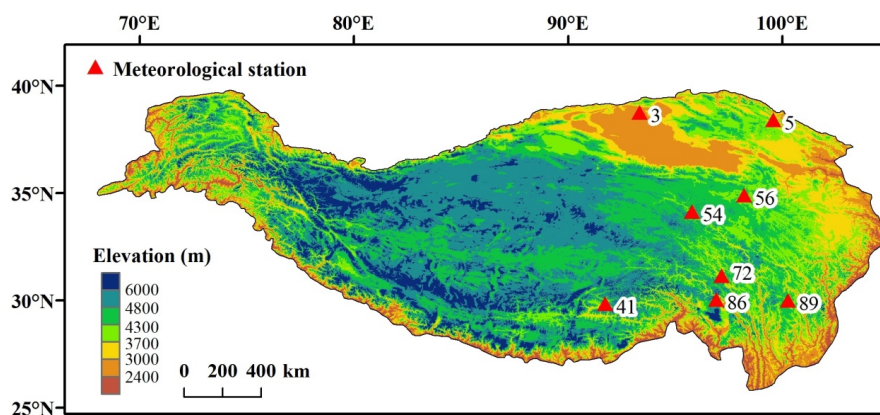 70°E 80°E 90°E 100°E
40°N
35°N
30°N
25°N
Meteorological station
3
5
56
54
72
86
89
41
Elevation (m)
6000
4800
4300
3700
3000
2400
0 200 400 km